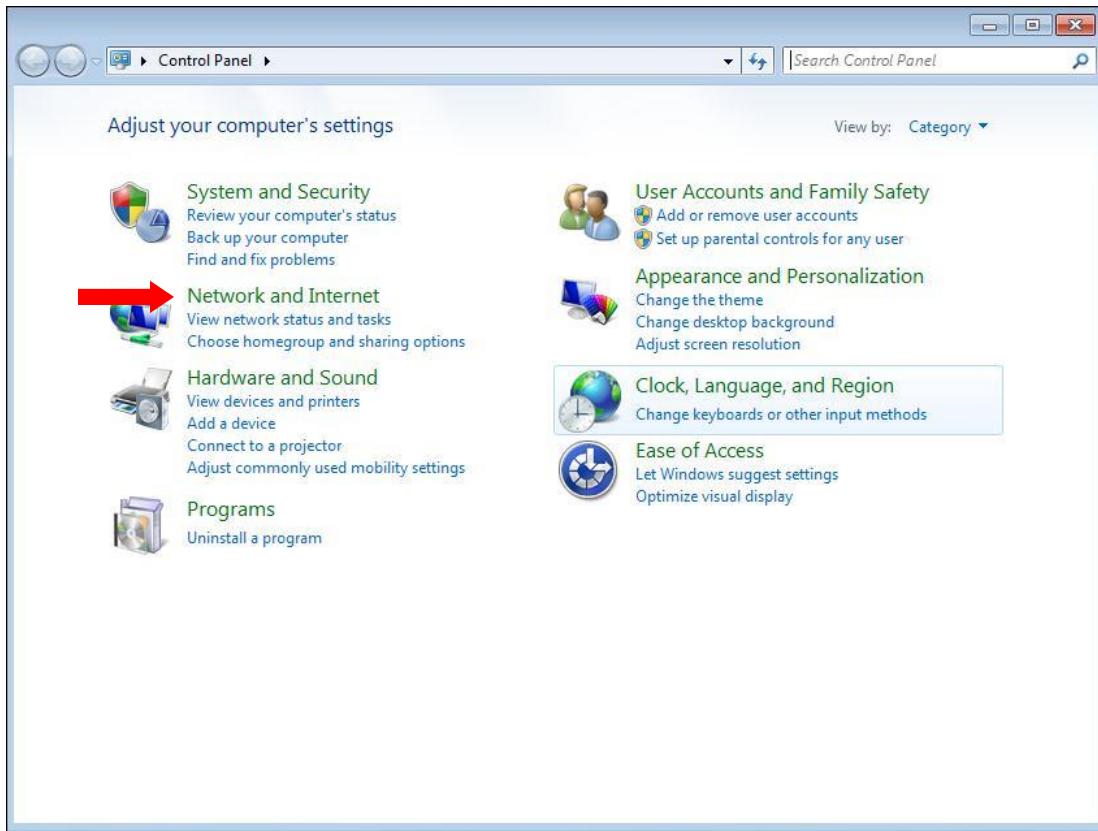 Control Panel
Search Control Panel
Adjust your computer's settings
View by: Category
System and Security
Review your computer's status
Back up your computer
Find and fix problems
Network and Internet
View network status and tasks
Choose homegroup and sharing options
Hardware and Sound
View devices and printers
Add a device
Connect to a projector
Adjust commonly used mobility settings
Programs
Uninstall a program
User Accounts and Family Safety
Add or remove user accounts
Set up parental controls for any user
Appearance and Personalization
Change the theme
Change desktop background
Adjust screen resolution
Clock, Language, and Region
Change keyboards or other input methods
Ease of Access
Let Windows suggest settings
Optimize visual display